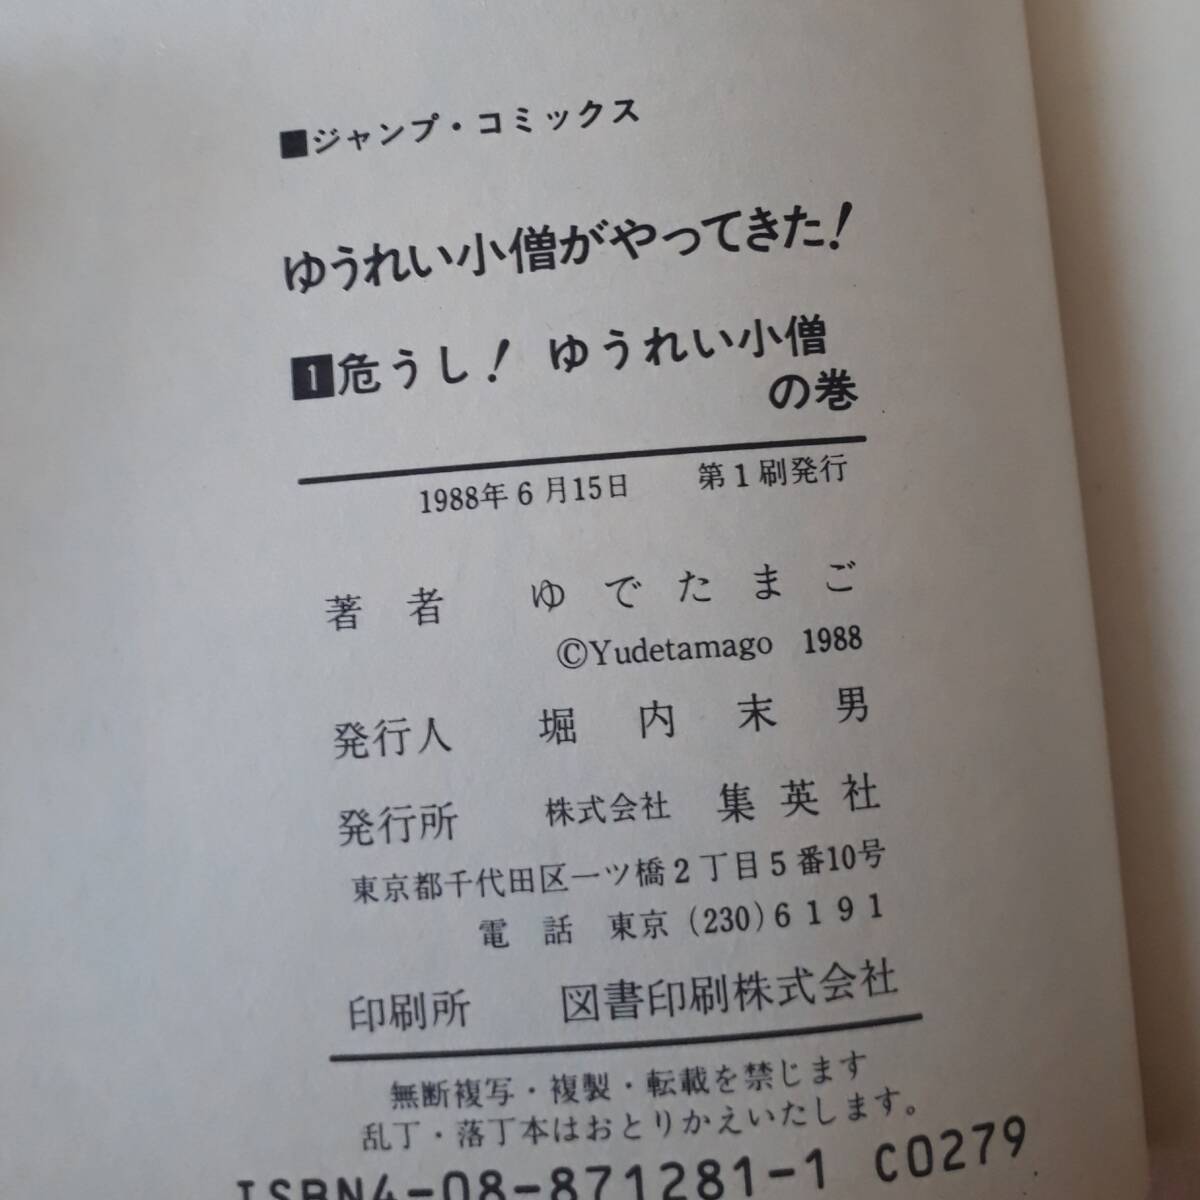 ■ジャンプ・コミックス
ゆうれい小僧がやってきた!
1危うし! ゆうれい小僧
の巻
1988年6月15日 第1刷発行
著者 ゆでたまご
©Yudetamago 1988
発行人 堀内末男
発行所 株式会社 集英社
東京都千代田区一ツ橋2丁目5番10号
電話 東京(230)6191
印刷所 図書印刷株式会社
無断複写・複製・転載を禁じます
乱丁・落丁本はおとりかえいたします。
ISBN4-08-871281-1 C0279